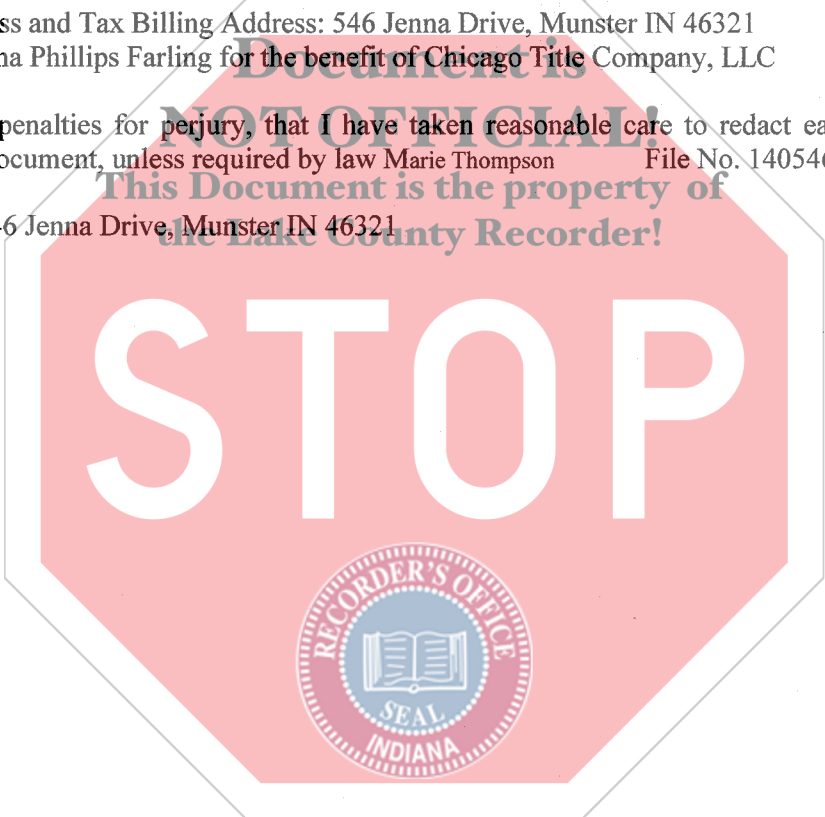 ss and Tax Billing Address: 546 Jenna Drive, Munster IN 46321
na Phillips Farling for the benefit of Chicago Title Company, LLC
Document is
NOT OFFICIAL!
penalties for perjury, that I have taken reasonable care to redact ea
ocument, unless required by law Marie Thompson File No. 140546
This Document is the property of
6 Jenna Drive, Munster IN 46321
the Lake County Recorder!
STOP
RECORDER'S OFFICE
SEAL
INDIANA